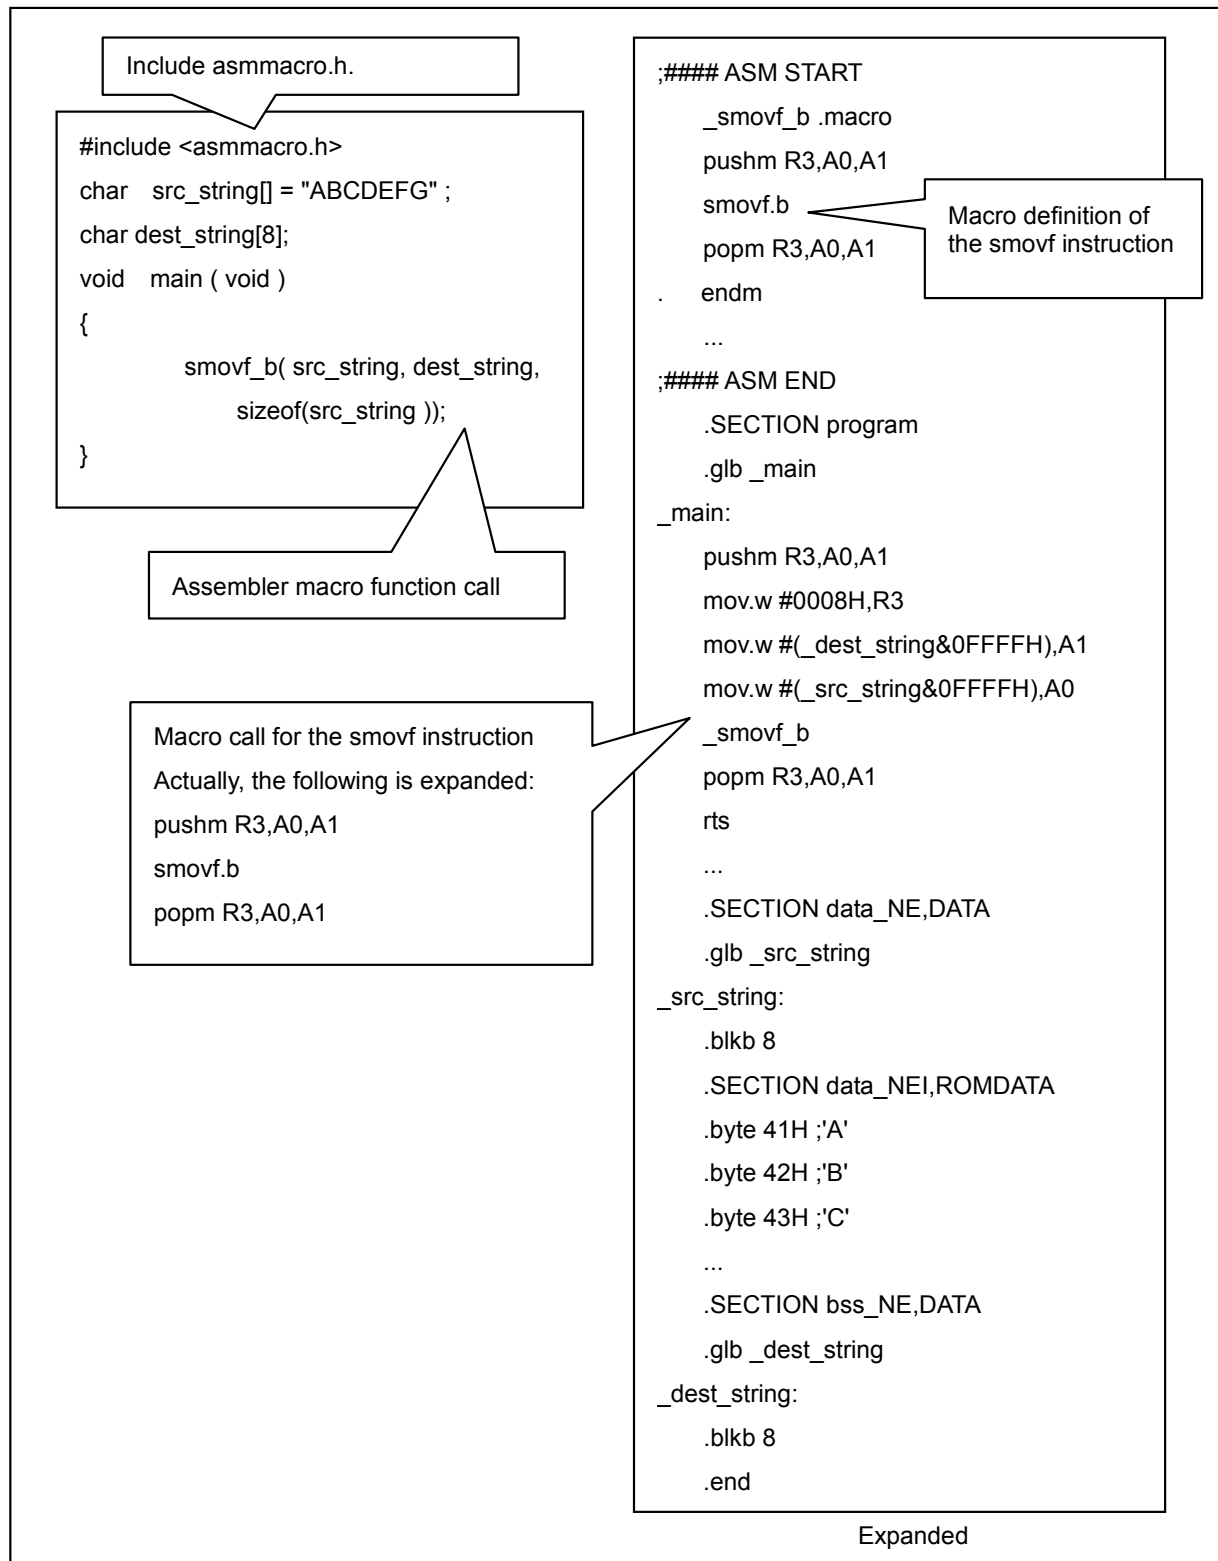 Include asmmacro.h.
#include <asmmacro.h>
char src_string[] = "ABCDEFG" ;
char dest_string[8];
void main ( void )
{
smovf_b( src_string, dest_string,
sizeof(src_string ));
}
Assembler macro function call
Macro call for the smovf instruction
Actually, the following is expanded:
pushm R3,A0,A1
smovf.b
popm R3,A0,A1
;#### ASM START
_smovf_b .macro
pushm R3,A0,A1
smovf.b
popm R3,A0,A1
. endm
...
;#### ASM END
.SECTION program
.glb _main
_main:
pushm R3,A0,A1
mov.w #0008H,R3
mov.w #(_dest_string&0FFFFH),A1
mov.w #(_src_string&0FFFFH),A0
_smovf_b
popm R3,A0,A1
rts
...
.SECTION data_NE,DATA
.glb _src_string
_src_string:
.blkb 8
.SECTION data_NEI,ROMDATA
.byte 41H ;'A'
.byte 42H ;'B'
.byte 43H ;'C'
...
.SECTION bss_NE,DATA
.glb _dest_string
_dest_string:
.blkb 8
.end
Macro definition of
the smovf instruction
Expanded